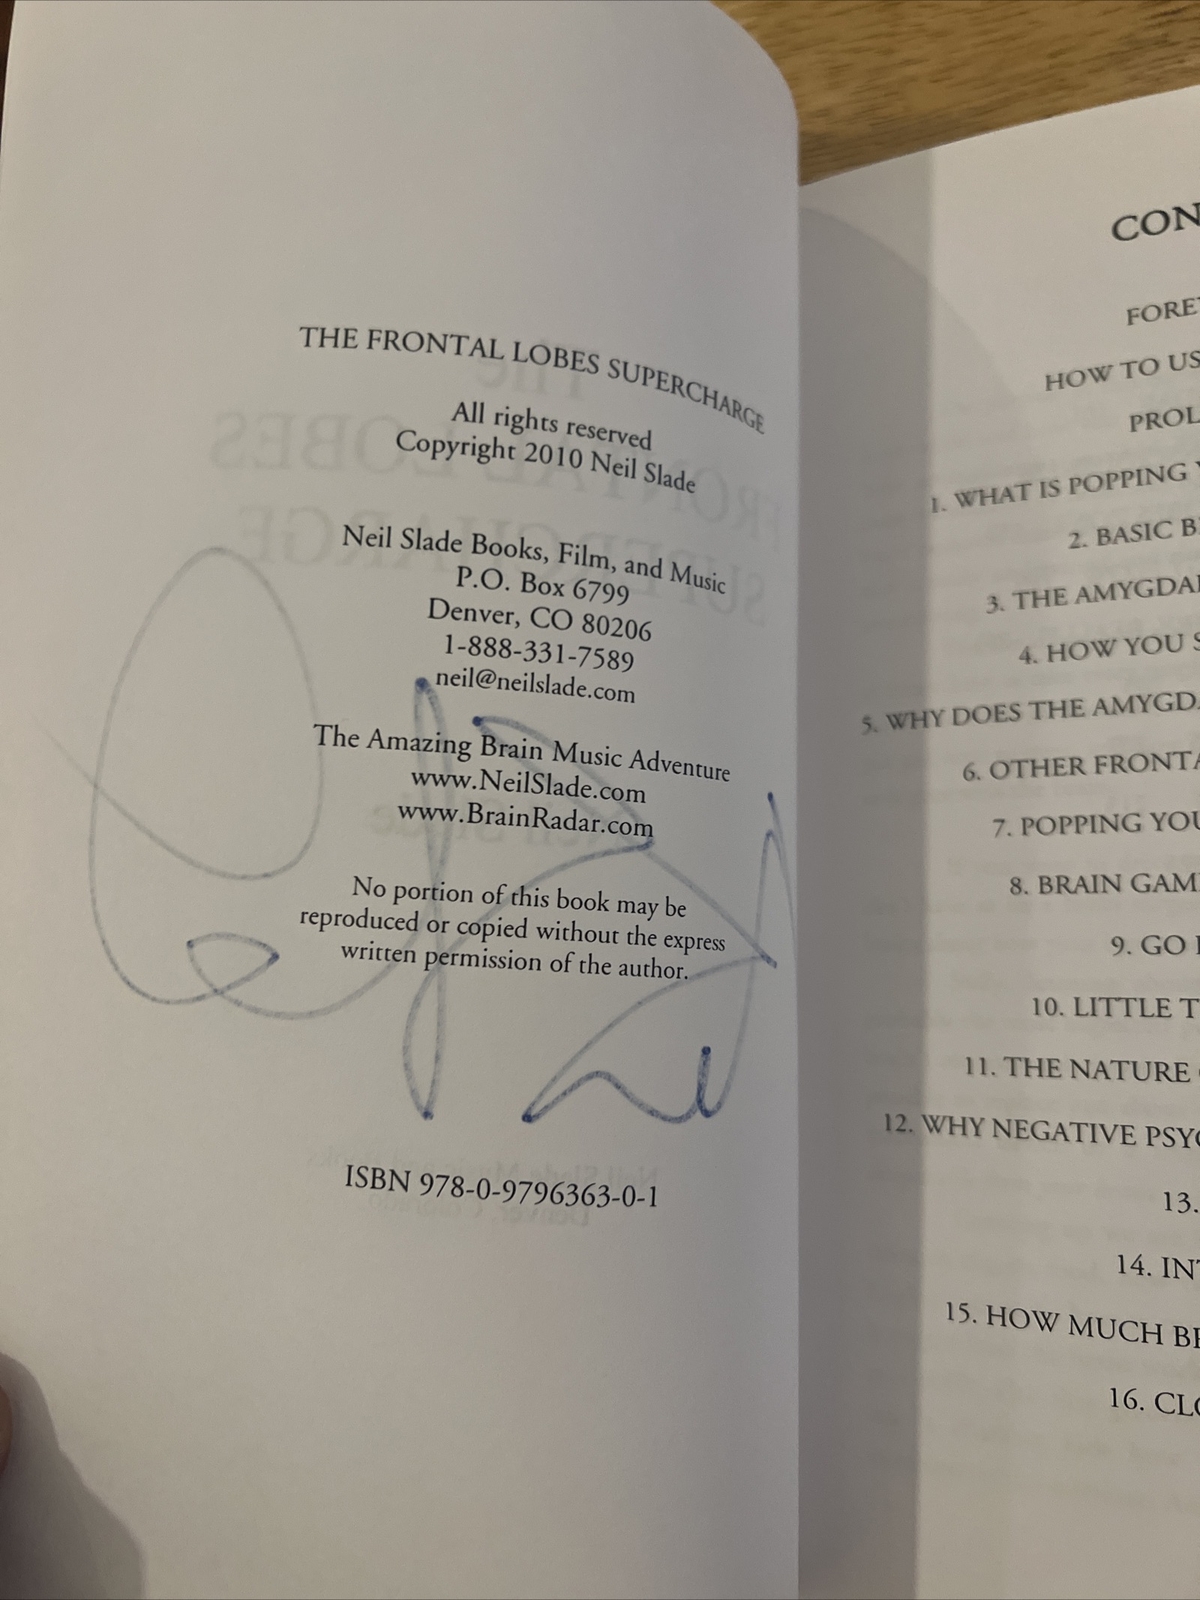 THE FRONTAL LOBES SUPERCHARGE
All rights reserved
Copyright 2010 Neil Slade
Neil Slade Books, Film, and Music
P.O. Box 6799
Denver, CO 80206
1-888-331-7589
neil@neilslade.com
The Amazing Brain Music Adventure
www.NeilSlade.com
www.BrainRadar.com
No portion of this book may be
reproduced or copied without the express
written permission of the author.
ISBN 978-0-9796363-0-1
CON
FORE
HOW TO US
PROL
1. WHAT IS POPPING Y
2. BASIC B
3. THE AMYGDA
4. HOW YOU S
5. WHY DOES THE AMYGDA
6. OTHER FRONTA
7. POPPING YOU
8. BRAIN GAM
9. GO
10. LITTLE T
11. THE NATURE
12. WHY NEGATIVE PSY
13.
14. IN
15. HOW MUCH BE
16. CLO